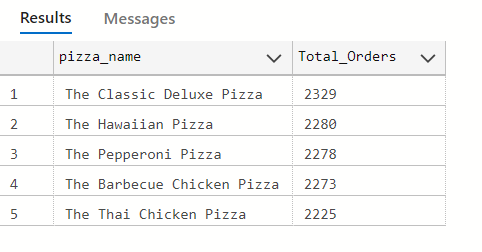 Results Messages
pizza_name Total_Orders
1 The Classic Deluxe Pizza 2329
2 The Hawaiian Pizza 2280
3 The Pepperoni Pizza 2278
4 The Barbecue Chicken Pizza 2273
5 The Thai Chicken Pizza 2225